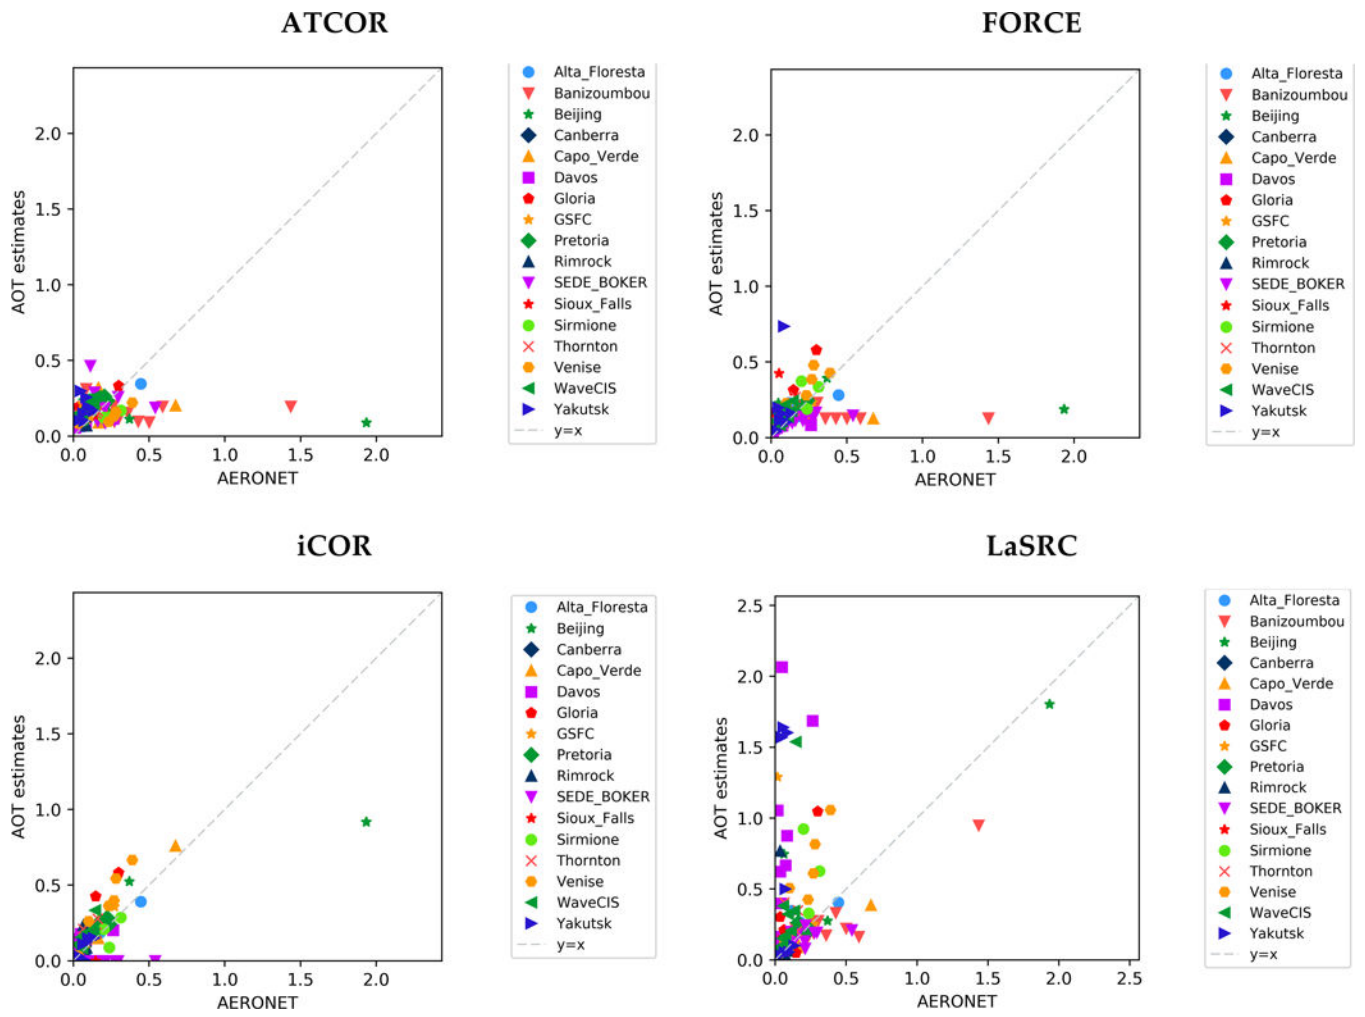 ATCOR
2.0
1.5
1.0
0.5
0.0
0.0 0.5 1.0 1.5 2.0
AOT estimates
AERONET
Alta_Floresta
Banizoumbou
Beijing
Canberra
Capo_Verde
Davos
Gloria
GSFC
Pretoria
Rimrock
SEDE_BOKER
Sioux_Falls
Sirmione
Thornton
Venise
WaveCIS
Yakutsk
y=x
FORCE
2.0
1.5
1.0
0.5
0.0
0.0 0.5 1.0 1.5 2.0
AOT estimates
AERONET
Alta_Floresta
Banizoumbou
Beijing
Canberra
Capo_Verde
Davos
Gloria
GSFC
Pretoria
Rimrock
SEDE_BOKER
Sioux_Falls
Sirmione
Thornton
Venise
WaveCIS
Yakutsk
y=x
iCOR
2.0
1.5
1.0
0.5
0.0
0.0 0.5 1.0 1.5 2.0
AOT estimates
AERONET
Alta_Floresta
Beijing
Canberra
Capo_Verde
Davos
Gloria
GSFC
Pretoria
Rimrock
SEDE_BOKER
Sioux_Falls
Sirmione
Thornton
Venise
WaveCIS
Yakutsk
y=x
LaSRC
2.5
2.0
1.5
1.0
0.5
0.0
0.0 0.5 1.0 1.5 2.0 2.5
AOT estimates
AERONET
Alta_Floresta
Banizoumbou
Beijing
Canberra
Capo_Verde
Davos
Gloria
GSFC
Pretoria
Rimrock
SEDE_BOKER
Sioux_Falls
Sirmione
Thornton
Venise
WaveCIS
Yakutsk
y=x